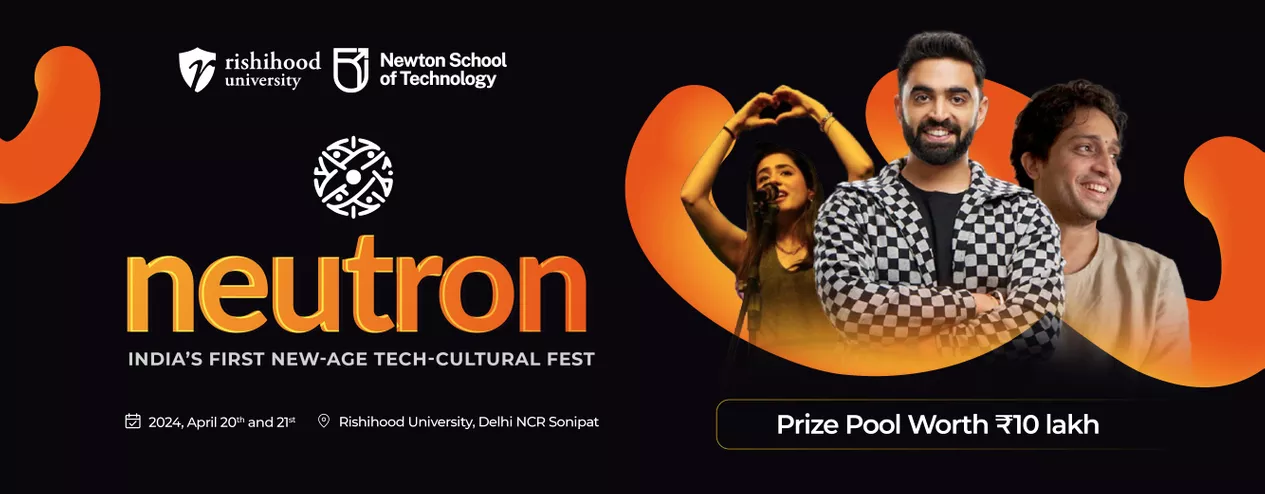 rishihood
university
Newton School
of Technology
neutron
INDIA'S FIRST NEW-AGE TECH-CULTURAL FEST
2024, April 20th and 21st
Rishihood University, Delhi NCR Sonipat
Prize Pool Worth ₹10 lakh